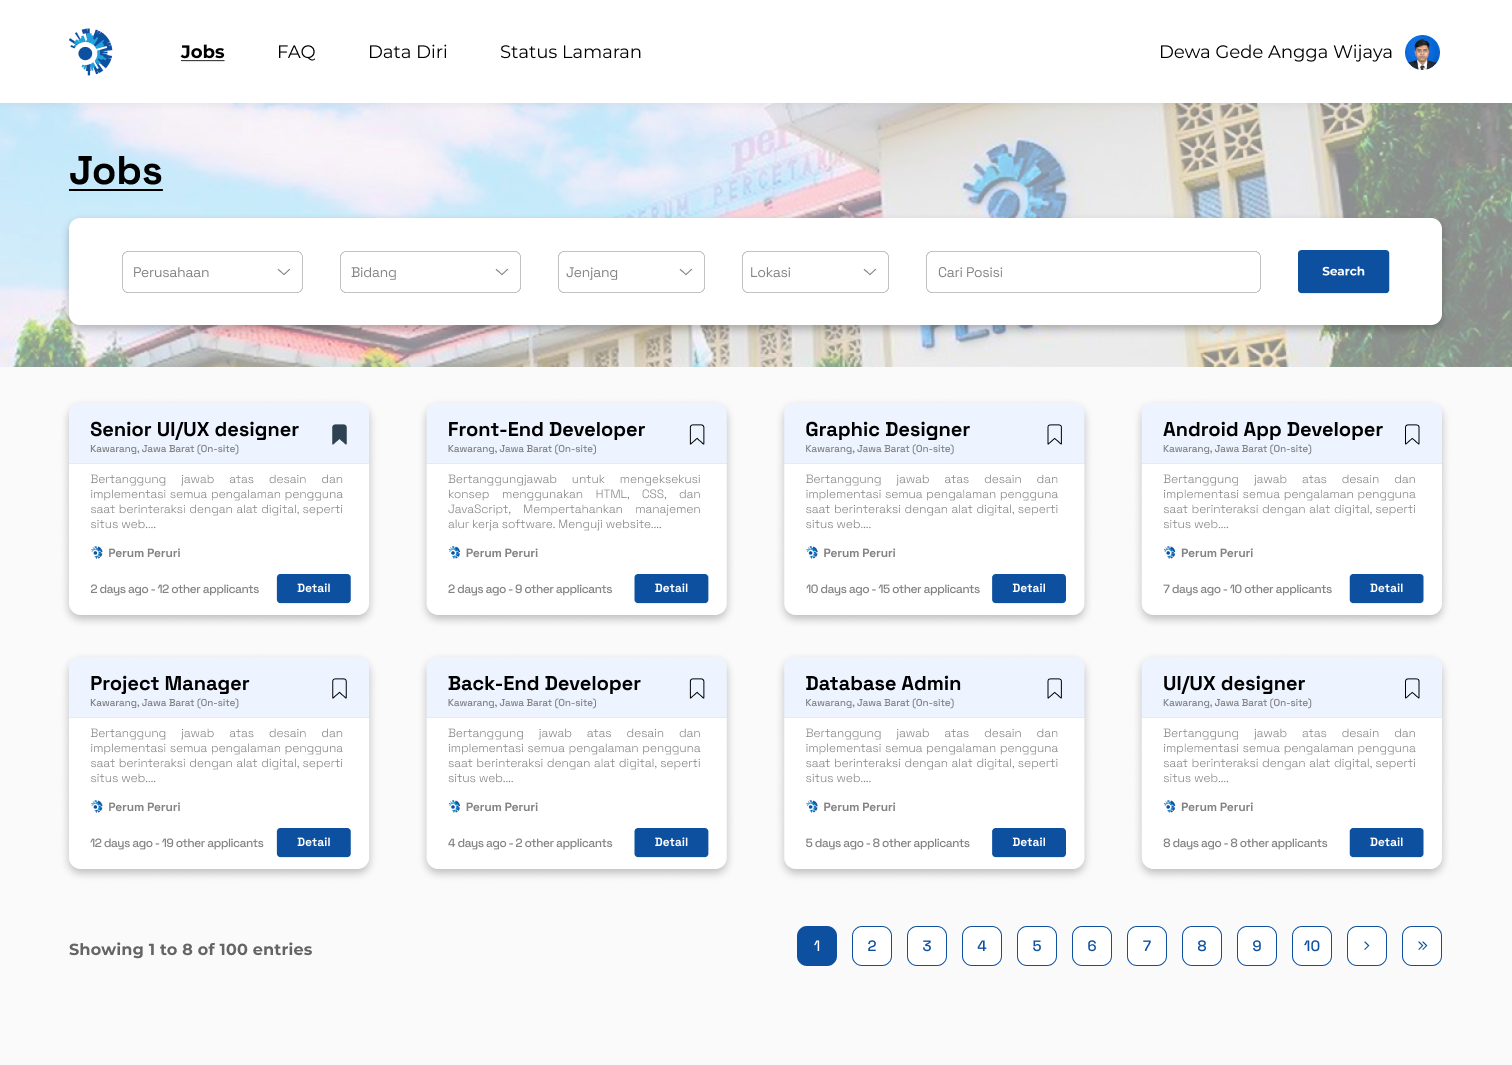 Jobs
FAQ
Data Diri
Status Lamaran
Dewa Gede Angga Wijaya
PERUM PERCETAK
Jobs
Perusahaan
Bidang
Jenjang
Lokasi
Cari Posisi
Search
Senior UI/UX designer
Kawarang, Jawa Barat (On-site)
Bertanggung jawab atas desain dan
implementasi semua pengalaman pengguna
saat berinteraksi dengan alat digital, seperti
situs web....
Perum Peruri
2 days ago - 12 other applicants
Detail
Front-End Developer
Kawarang, Jawa Barat (On-site)
Bertanggungjawab untuk mengeksekusi
konsep menggunakan HTML, CSS, dan
JavaScript, Mempertahankan manajemen
alur kerja software. Menguji website....
Perum Peruri
2 days ago - 9 other applicants
Detail
Graphic Designer
Kawarang, Jawa Barat (On-site)
Bertanggung jawab atas desain dan
implementasi semua pengalaman pengguna
saat berinteraksi dengan alat digital, seperti
situs web....
Perum Peruri
10 days ago - 15 other applicants
Detail
Android App Developer
Kawarang, Jawa Barat (On-site)
Bertanggung jawab atas desain dan
implementasi semua pengalaman pengguna
saat berinteraksi dengan alat digital, seperti
situs web....
Perum Peruri
7 days ago - 10 other applicants
Detail
Project Manager
Kawarang, Jawa Barat (On-site)
Bertanggung jawab atas desain dan
implementasi semua pengalaman pengguna
saat berinteraksi dengan alat digital, seperti
situs web....
Perum Peruri
12 days ago - 19 other applicants
Detail
Back-End Developer
Kawarang, Jawa Barat (On-site)
Bertanggung jawab atas desain dan
implementasi semua pengalaman pengguna
saat berinteraksi dengan alat digital, seperti
situs web....
Perum Peruri
4 days ago - 2 other applicants
Detail
Database Admin
Kawarang, Jawa Barat (On-site)
Bertanggung jawab atas desain dan
implementasi semua pengalaman pengguna
saat berinteraksi dengan alat digital, seperti
situs web....
Perum Peruri
5 days ago - 8 other applicants
Detail
UI/UX designer
Kawarang, Jawa Barat (On-site)
Bertanggung jawab atas desain dan
implementasi semua pengalaman pengguna
saat berinteraksi dengan alat digital, seperti
situs web....
Perum Peruri
8 days ago - 8 other applicants
Detail
Showing 1 to 8 of 100 entries
1 2 3 4 5 6 7 8 9 10 › »